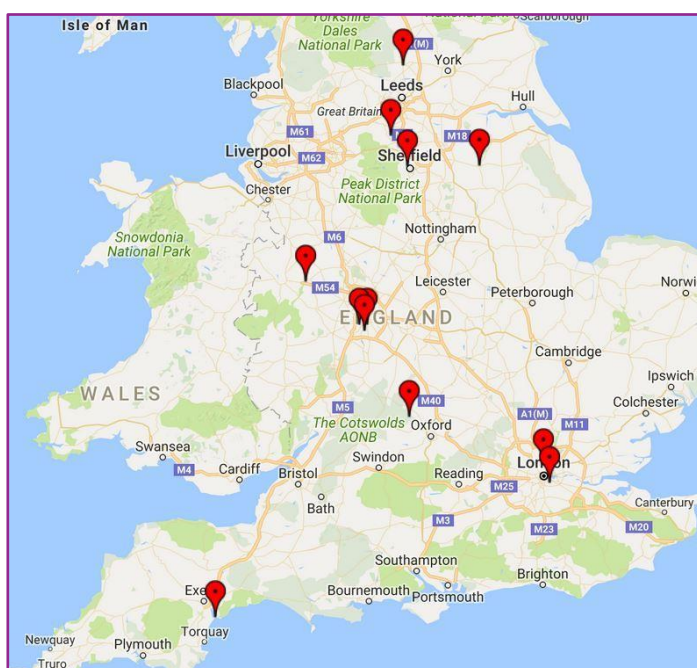 Isle of Man
Yorkshire
Dales
National Park
National Park
Scarborough
(M)
York
Blackpool
Leeds
Great Britain
Hull
M61
M18
Liverpool
M62
Sheffield
Chester
Peak District
National Park
Snowdonia
National Park
M6
Nottingham
M54
Leicester
Norwi
Peterborough
ENGLAND
Cambridge
Ipswich
WALES
M5
M40
A1(M)
Colchester
The Cotswolds
AONB
Oxford
M11
Swansea
M4
Cardiff
Swindon
London
Bristol
Reading
M25
Bath
Canterbury
M3
M23
M20
Southampton
Exe
Bournemouth
Portsmouth
Brighton
Newquay
Torquay
Plymouth
Truro